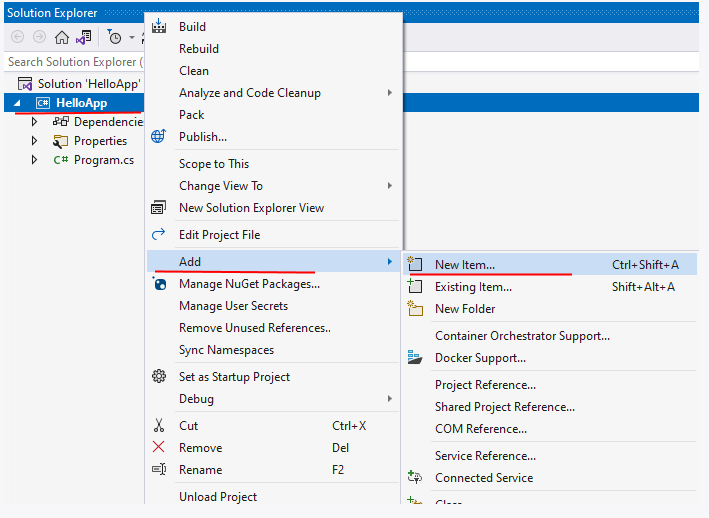 Solution Explorer
Search Solution Explorer (
Solution 'HelloApp'
C# HelloApp
Dependencie
Properties
C# Program.cs
Build
Rebuild
Clean
Analyze and Code Cleanup
Pack
Publish...
Scope to This
Change View To
New Solution Explorer View
Edit Project File
Add
Manage NuGet Packages...
Manage User Secrets
Remove Unused References..
Sync Namespaces
Set as Startup Project
Debug
Cut Ctrl+X
Remove Del
Rename F2
Unload Project
New Item... Ctrl+Shift+A
Existing Item... Shift+Alt+A
New Folder
Container Orchestrator Support...
Docker Support...
Project Reference...
Shared Project Reference...
COM Reference...
Service Reference...
Connected Service